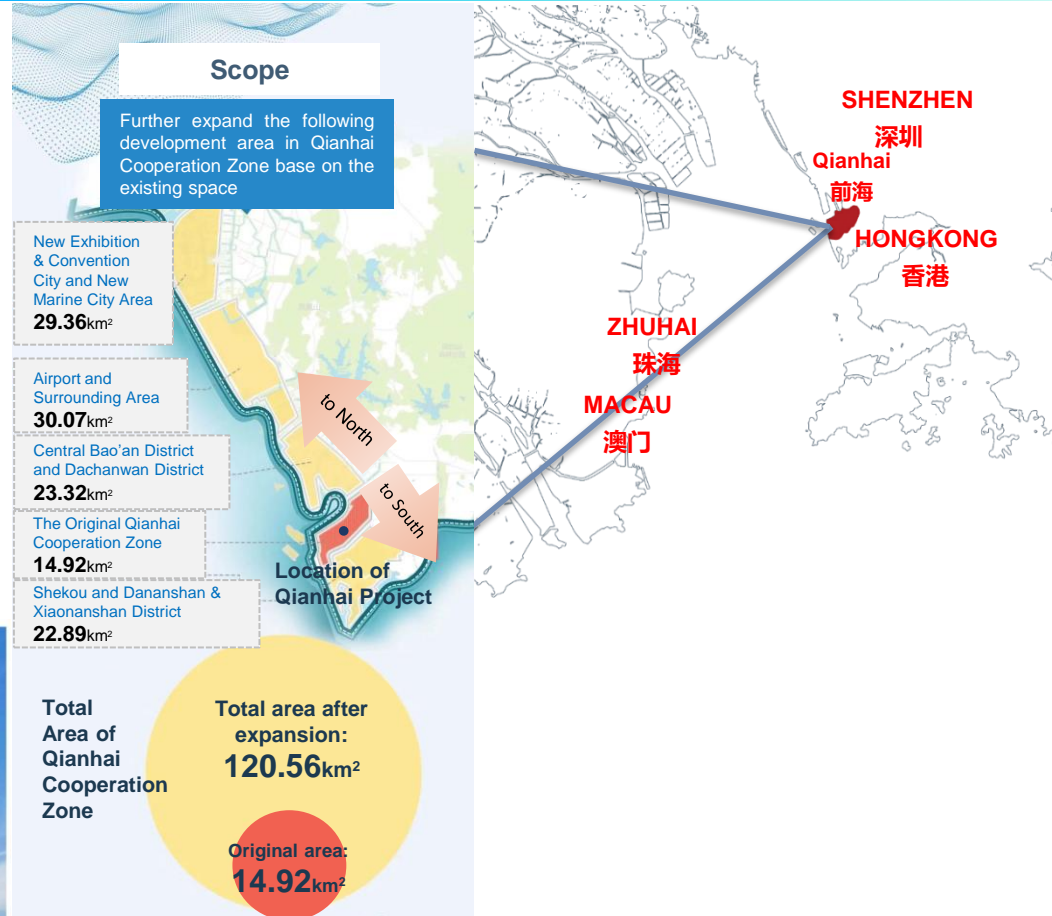 Scope
Further expand the following
development area in Qianhai
Cooperation Zone base on the
existing space
New Exhibition
& Convention
City and New
Marine City Area
29.36km²
Airport and
Surrounding Area
30.07km²
Central Bao'an District
and Dachanwan District
23.32km²
The Original Qianhai
Cooperation Zone
14.92km²
Shekou and Dananshan &
Xiaonanshan District
22.89km²
to North
to South
Location of
Qianhai Project
Total
Area of
Qianhai
Cooperation
Zone
Total area after
expansion:
120.56km²
Original area:
14.92km²
SHENZHEN
深圳
Qianhai
前海
HONGKONG
香港
ZHUHAI
珠海
MACAU
澳门